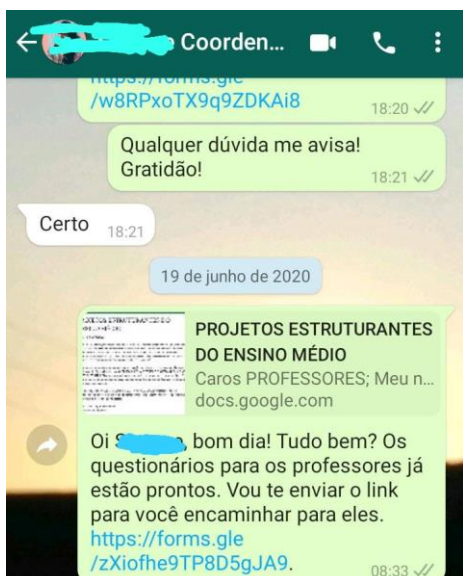 Coorden...
https://forms.gle
/w8RPxoTX9q9ZDKAi8
18:20
Qualquer dúvida me avisa!
Gratidão!
18:21
Certo
18:21
19 de junho de 2020
PROJETOS ESTRUTURANTES
DO ENSINO MÉDIO
Caros PROFESSORES; Meu n...
docs.google.com
Oi , bom dia! Tudo bem? Os
questionários para os professores já
estão prontos. Vou te enviar o link
para você encaminhar para eles.
https://forms.gle
/zXiofhe9TP8D5gJA9.
08:33